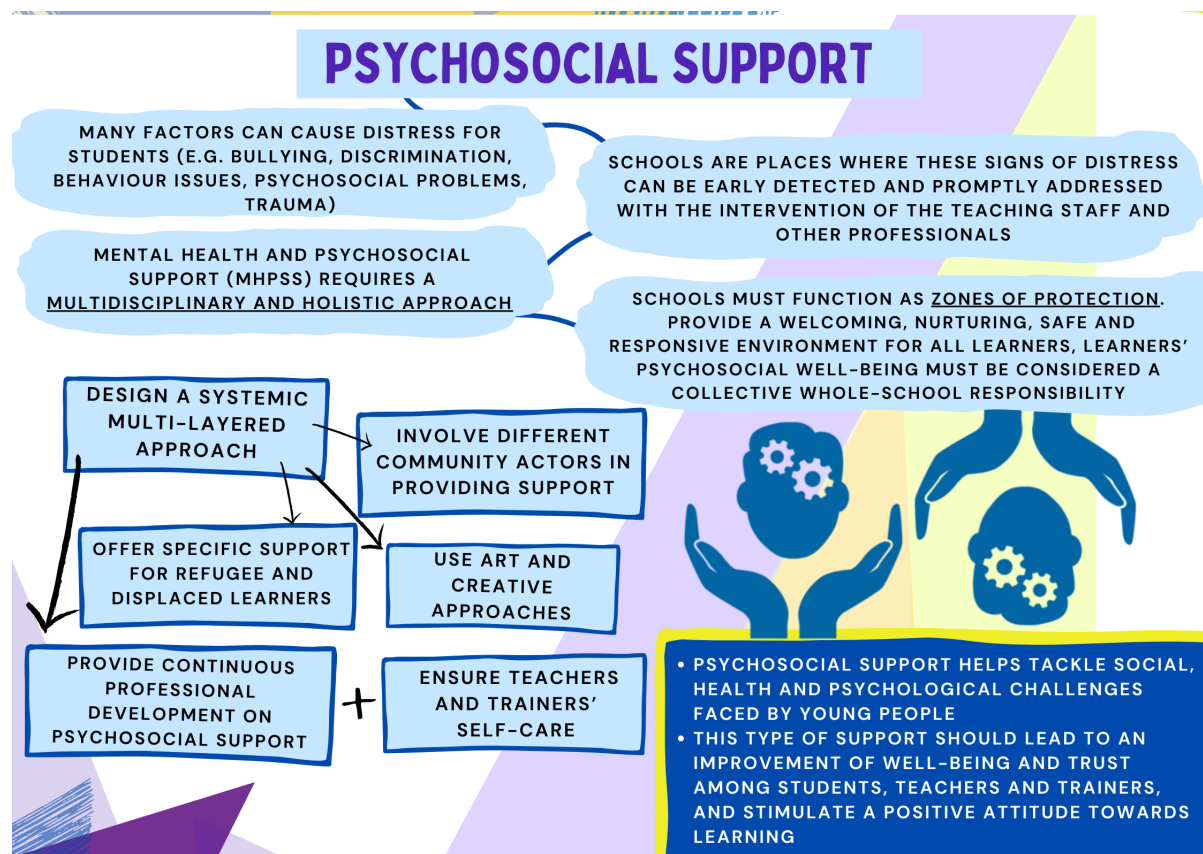 PSYCHOSOCIAL SUPPORT
MANY FACTORS CAN CAUSE DISTRESS FOR
STUDENTS (E.G. BULLYING, DISCRIMINATION,
BEHAVIOUR ISSUES, PSYCHOSOCIAL PROBLEMS,
TRAUMA)
SCHOOLS ARE PLACES WHERE THESE SIGNS OF DISTRESS
CAN BE EARLY DETECTED AND PROMPTLY ADDRESSED
WITH THE INTERVENTION OF THE TEACHING STAFF AND
OTHER PROFESSIONALS
MENTAL HEALTH AND PSYCHOSOCIAL
SUPPORT (MHPSS) REQUIRES A
MULTIDISCIPLINARY AND HOLISTIC APPROACH
SCHOOLS MUST FUNCTION AS ZONES OF PROTECTION.
PROVIDE A WELCOMING, NURTURING, SAFE AND
RESPONSIVE ENVIRONMENT FOR ALL LEARNERS, LEARNERS'
PSYCHOSOCIAL WELL-BEING MUST BE CONSIDERED A
COLLECTIVE WHOLE-SCHOOL RESPONSIBILITY
DESIGN A SYSTEMIC
MULTI-LAYERED
APPROACH
INVOLVE DIFFERENT
COMMUNITY ACTORS IN
PROVIDING SUPPORT
OFFER SPECIFIC SUPPORT
FOR REFUGEE AND
DISPLACED LEARNERS
USE ART AND
CREATIVE
APPROACHES
PROVIDE CONTINUOUS
PROFESSIONAL
DEVELOPMENT ON
PSYCHOSOCIAL SUPPORT
+
ENSURE TEACHERS
AND TRAINERS'
SELF-CARE
• PSYCHOSOCIAL SUPPORT HELPS TACKLE SOCIAL,
HEALTH AND PSYCHOLOGICAL CHALLENGES
FACED BY YOUNG PEOPLE
• THIS TYPE OF SUPPORT SHOULD LEAD TO AN
IMPROVEMENT OF WELL-BEING AND TRUST
AMONG STUDENTS, TEACHERS AND TRAINERS,
AND STIMULATE A POSITIVE ATTITUDE TOWARDS
LEARNING